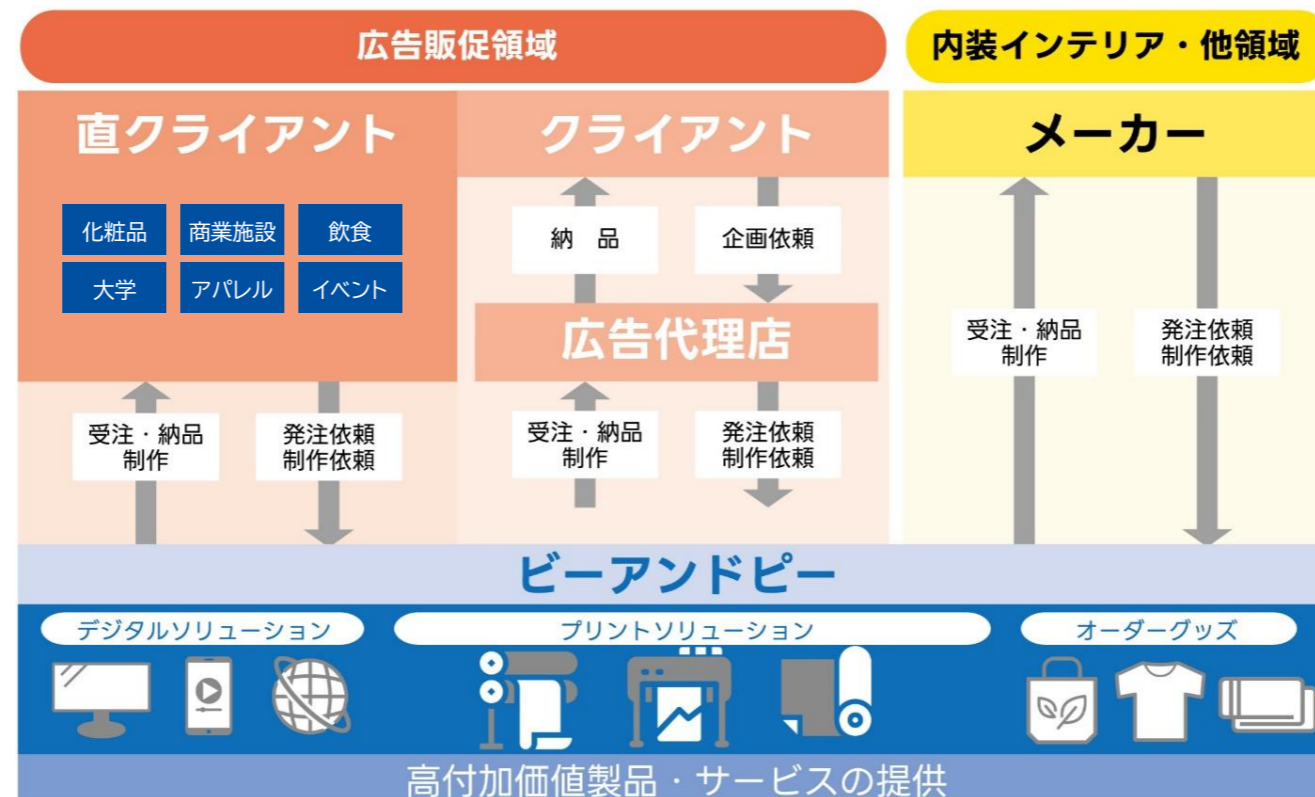 広告販促領域
内装インテリア・他領域
直クライアント
クライアント
メーカー
化粧品
商業施設
飲食
大学
アパレル
イベント
納　品
企画依頼
広告代理店
受注・納品
制作
発注依頼
制作依頼
受注・納品
制作
発注依頼
制作依頼
受注・納品
制作
発注依頼
制作依頼
ビーアンドピー
デジタルソリューション
プリントソリューション
オーダーグッズ
高付加価値製品・サービスの提供